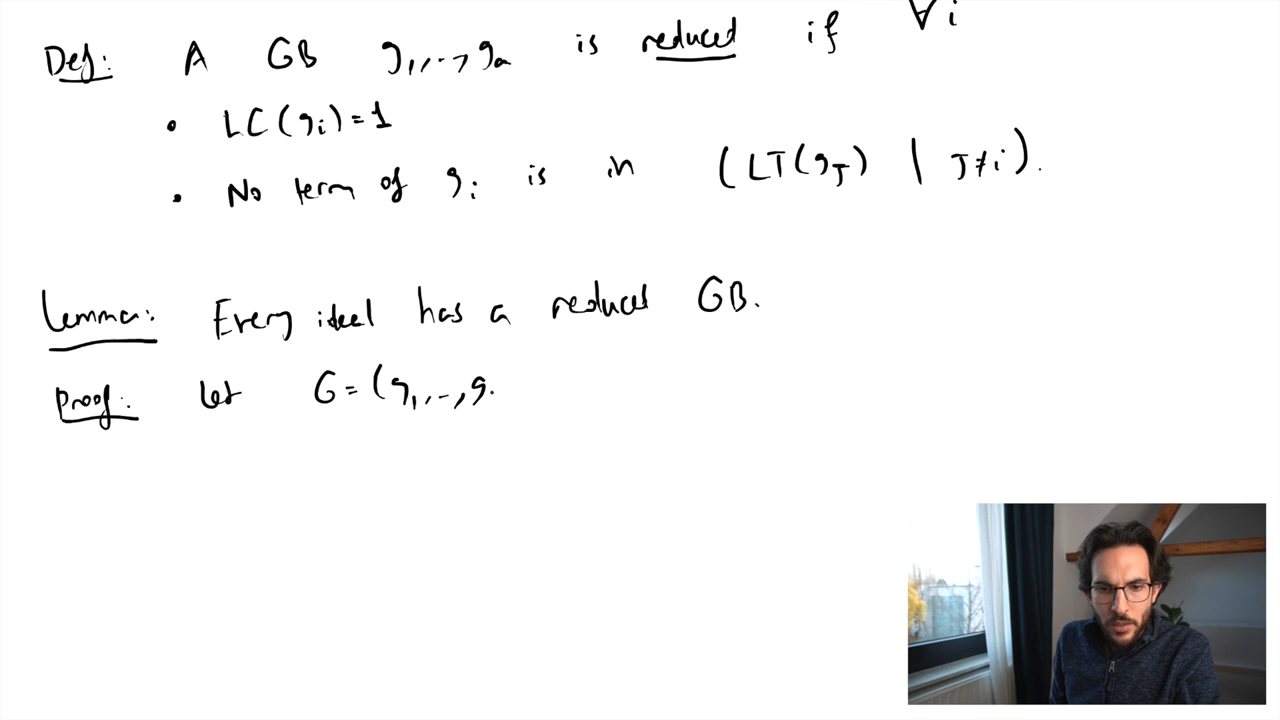 Def: A GB g₁,..,gₙ is reduced if ∀i
• LC(gᵢ)=1
• No term of gᵢ is in (LT(gⱼ) | j≠i).
Lemma: Every ideal has a reduced GB.
Proof: Let G=(g₁,..,g.